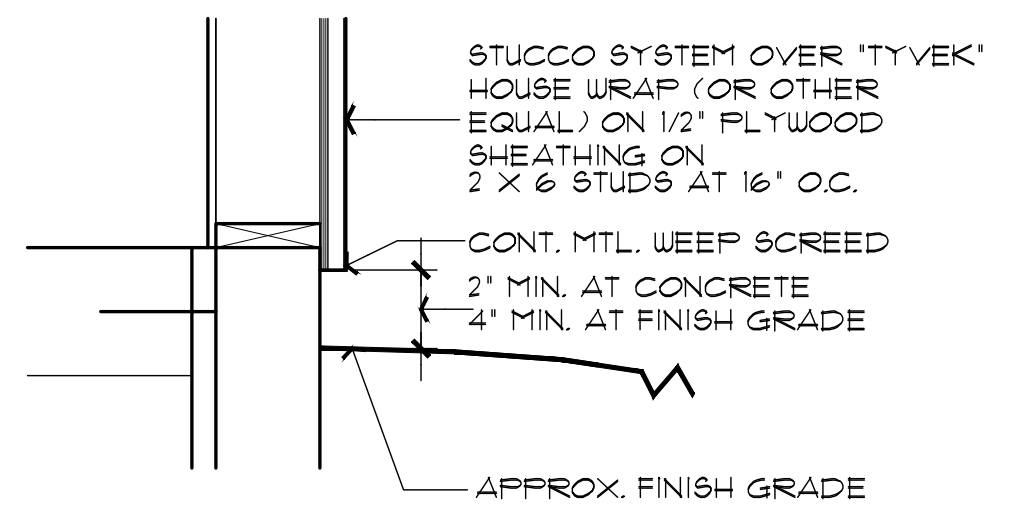 STUCCO SYSTEM OVER "TYVEK"
HOUSE WRAP (OR OTHER
EQUAL) ON 1/2" PLYWOOD
SHEATHING ON
2 X 6 STUDS AT 16" O.C.
CONT. MTL. WEEP SCREED
2" MIN. AT CONCRETE
4" MIN. AT FINISH GRADE
APPROX. FINISH GRADE